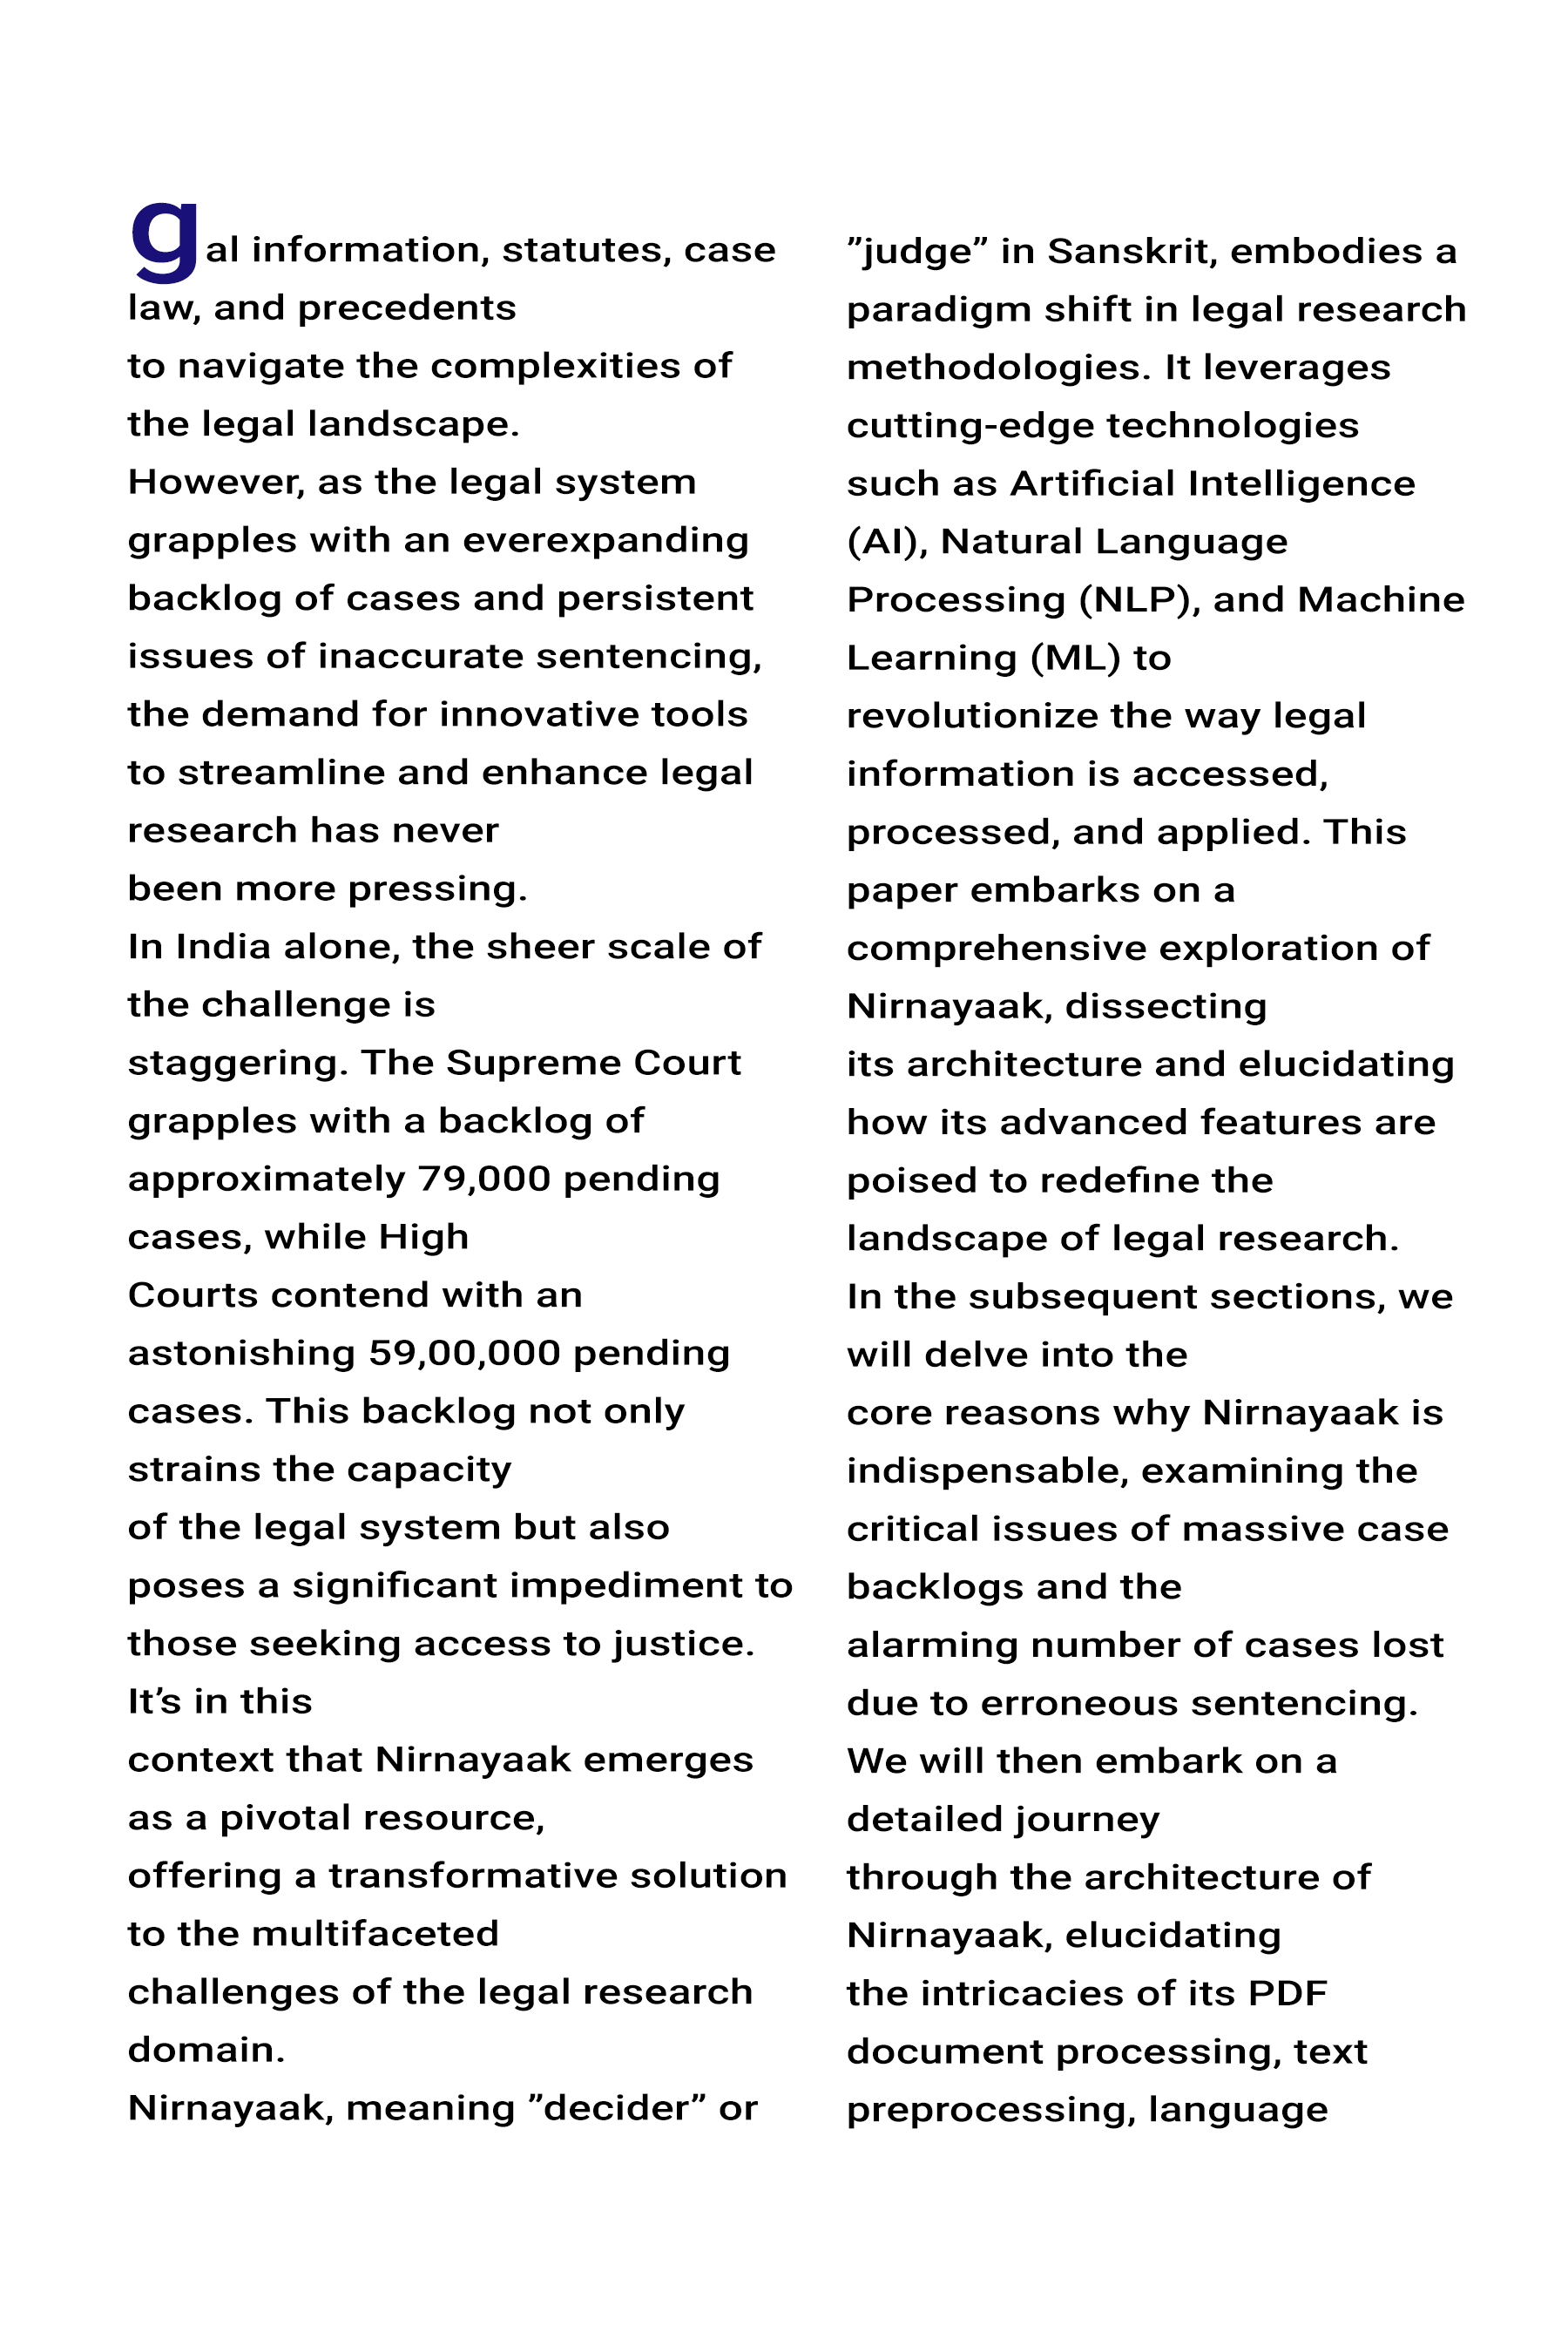 gal information, statutes, case
law, and precedents
to navigate the complexities of
the legal landscape.
However, as the legal system
grapples with an everexpanding
backlog of cases and persistent
issues of inaccurate sentencing,
the demand for innovative tools
to streamline and enhance legal
research has never
been more pressing.
In India alone, the sheer scale of
the challenge is
staggering. The Supreme Court
grapples with a backlog of
approximately 79,000 pending
cases, while High
Courts contend with an
astonishing 59,00,000 pending
cases. This backlog not only
strains the capacity
of the legal system but also
poses a significant impediment to
those seeking access to justice.
It’s in this
context that Nirnayaak emerges
as a pivotal resource,
offering a transformative solution
to the multifaceted
challenges of the legal research
domain.
Nirnayaak, meaning ”decider” or
”judge” in Sanskrit, embodies a
paradigm shift in legal research
methodologies. It leverages
cutting-edge technologies
such as Artificial Intelligence
(AI), Natural Language
Processing (NLP), and Machine
Learning (ML) to
revolutionize the way legal
information is accessed,
processed, and applied. This
paper embarks on a
comprehensive exploration of
Nirnayaak, dissecting
its architecture and elucidating
how its advanced features are
poised to redefine the
landscape of legal research.
In the subsequent sections, we
will delve into the
core reasons why Nirnayaak is
indispensable, examining the
critical issues of massive case
backlogs and the
alarming number of cases lost
due to erroneous sentencing.
We will then embark on a
detailed journey
through the architecture of
Nirnayaak, elucidating
the intricacies of its PDF
document processing, text
preprocessing, language